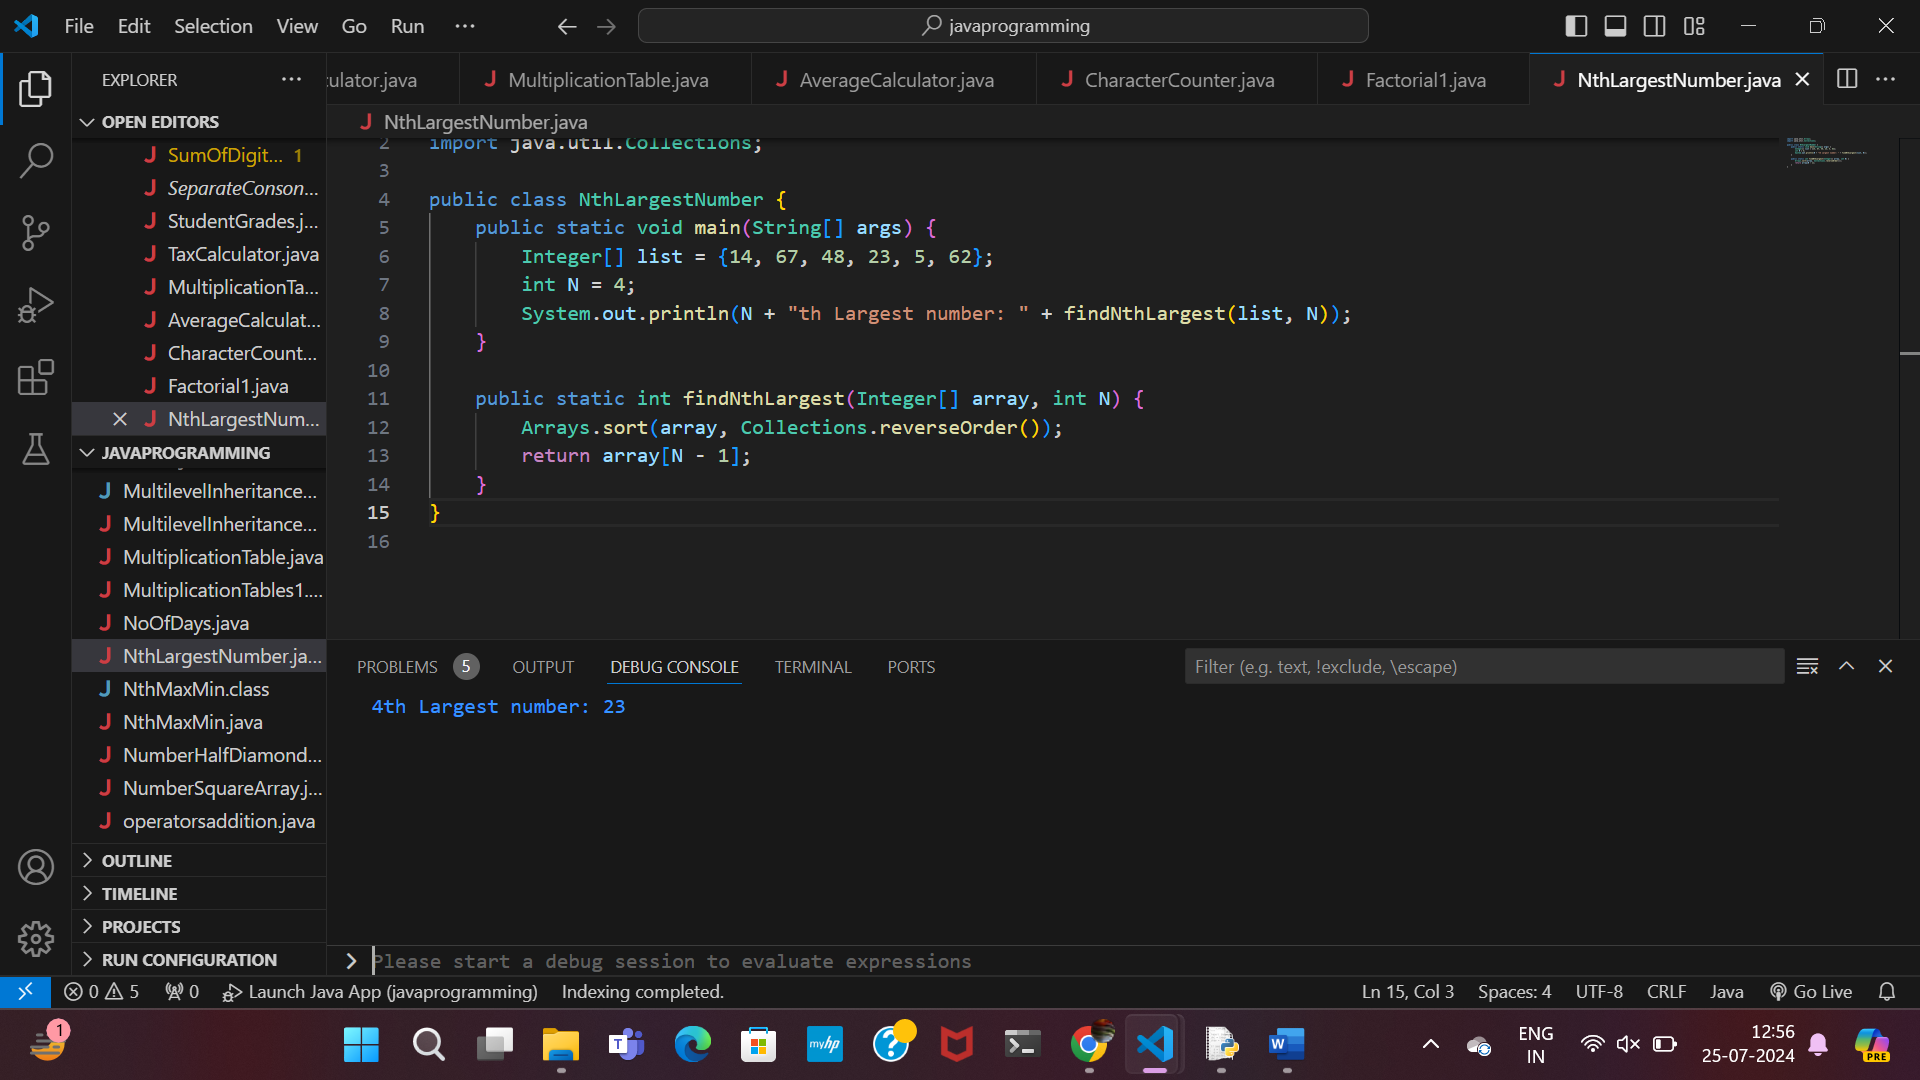 File Edit Selection View Go Run ···
javaprogramming
EXPLORER
ulator.java
MultiplicationTable.java
AverageCalculator.java
CharacterCounter.java
Factorial1.java
NthLargestNumber.java
OPEN EDITORS
SumOfDigit... 1
SeparateConson...
StudentGrades.j...
TaxCalculator.java
MultiplicationTa...
AverageCalculat...
CharacterCount...
Factorial1.java
NthLargestNum...
JAVAPROGRAMMING
MultilevelInheritance...
MultilevelInheritance...
MultiplicationTable.java
MultiplicationTables1....
NoOfDays.java
NthLargestNumber.ja...
NthMaxMin.class
NthMaxMin.java
NumberHalfDiamond...
NumberSquareArray.j...
operatorsaddition.java
OUTLINE
TIMELINE
PROJECTS
RUN CONFIGURATION
NthLargestNumber.java
2 import java.util.Collections;
3
4 public class NthLargestNumber {
5 public static void main(String[] args) {
6 Integer[] list = {14, 67, 48, 23, 5, 62};
7 int N = 4;
8 System.out.println(N + "th Largest number: " + findNthLargest(list, N));
9 }
10
11 public static int findNthLargest(Integer[] array, int N) {
12 Arrays.sort(array, Collections.reverseOrder());
13 return array[N - 1];
14 }
15 }
16
PROBLEMS 5 OUTPUT DEBUG CONSOLE TERMINAL PORTS
Filter (e.g. text, !exclude, \escape)
4th Largest number: 23
Please start a debug session to evaluate expressions
0 5 0 Launch Java App (javaprogramming) Indexing completed.
Ln 15, Col 3 Spaces: 4 UTF-8 CRLF Java Go Live
1
myhp
ENG
IN
12:56
25-07-2024
PRE